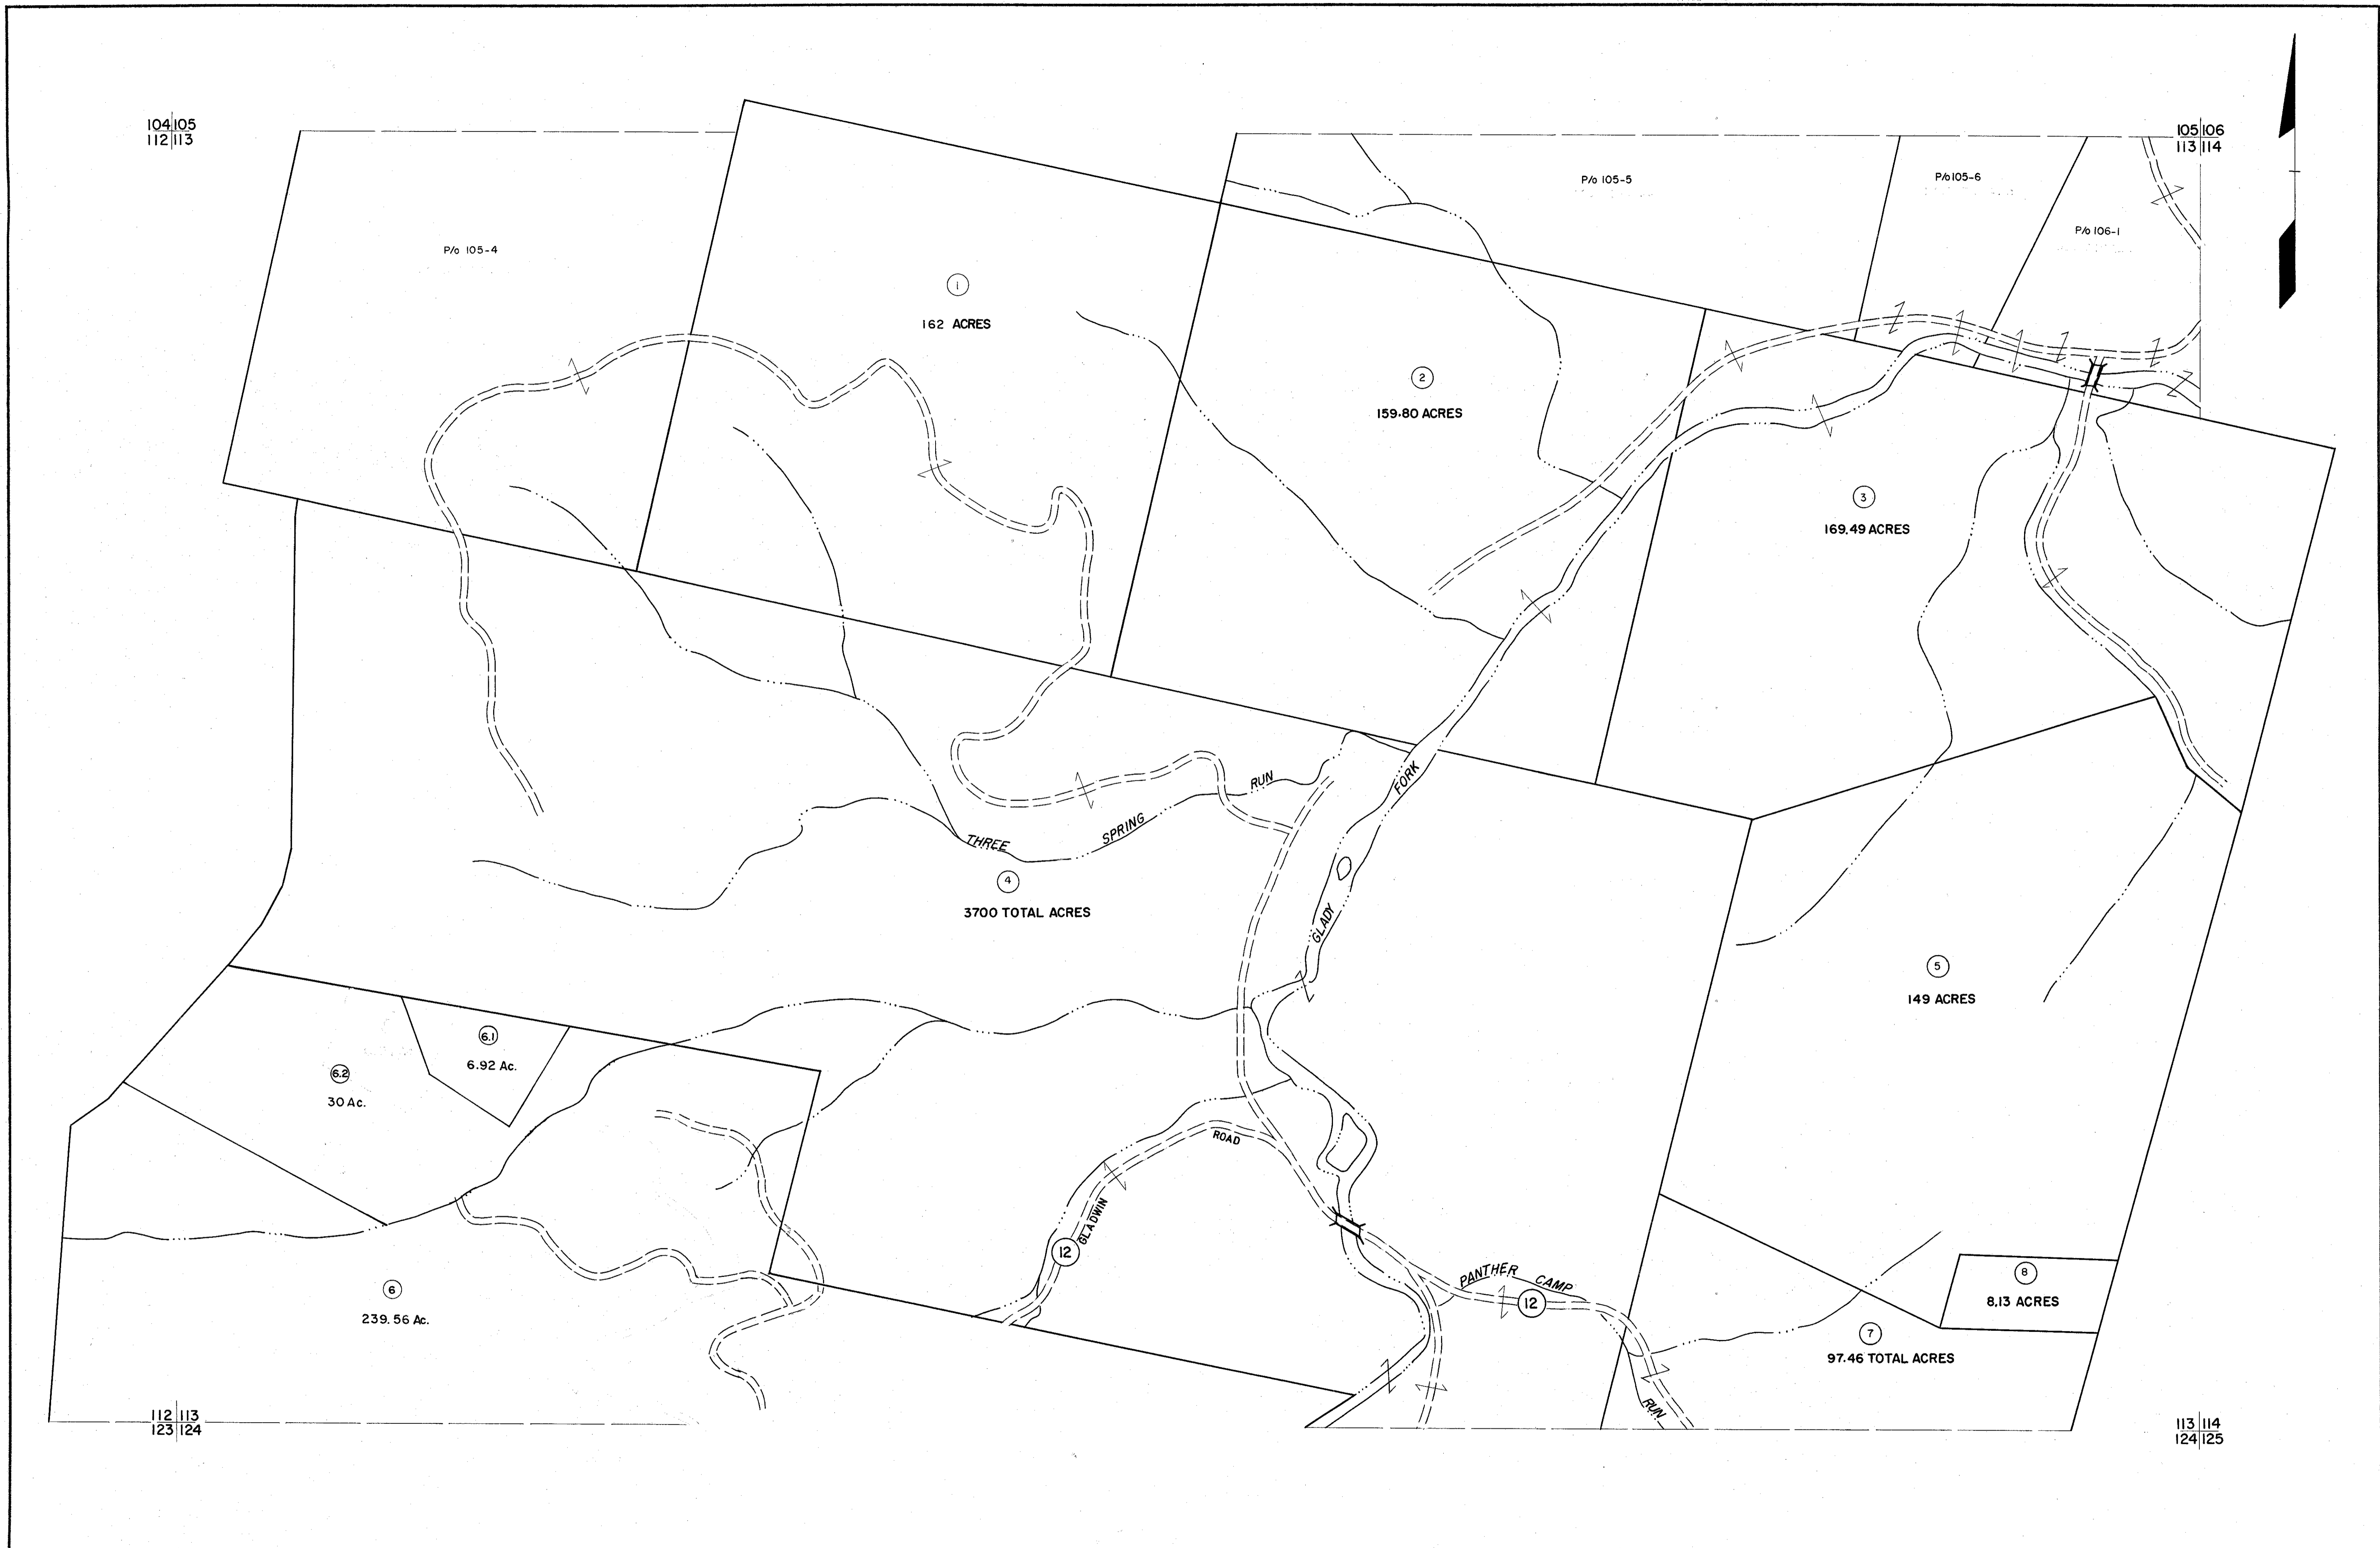 104 105
112 113
105 106
113 114
P/o 105-5
P/o 105-6
P/o 106-1
P/o 105-4
1
162 ACRES
2
159.80 ACRES
3
169.49 ACRES
THREE SPRING RUN
GLADY FORK
4
3700 TOTAL ACRES
5
149 ACRES
6.1
6.92 Ac.
6.2
30 Ac.
GLADWIN ROAD
12
PANTHER CAMP RUN
12
6
239.56 Ac.
8
8.13 ACRES
7
97.46 TOTAL ACRES
112 113
123 124
113 114
124 125